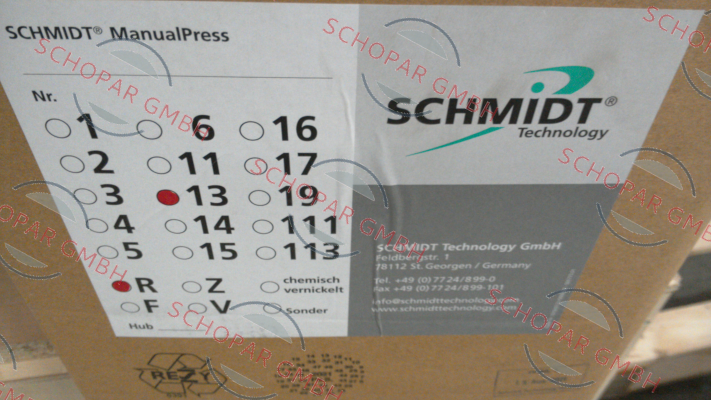 SCHMIDT® ManualPress
Nr.
1 6 16
2 11 17
3 13 19
4 14 111
5 15 113
R Z chemisch vernickelt
F V Sonder
Hub
SCHMIDT®
Technology
SCHMIDT Technology GmbH
Feldbergstr. 1
78112 St. Georgen / Germany
Tel. +49 (0) 77 24 / 899-0
Fax +49 (0) 77 24 / 899-101
info@schmidttechnology.de
www.schmidttechnology.com
REZY
SCHOPAR GMBH
SCHOPAR GMBH
SCHOPAR GMBH
SCHOPAR GMBH
SCHOPAR GMBH
SCHOPAR GMBH
SCHOPAR GMBH